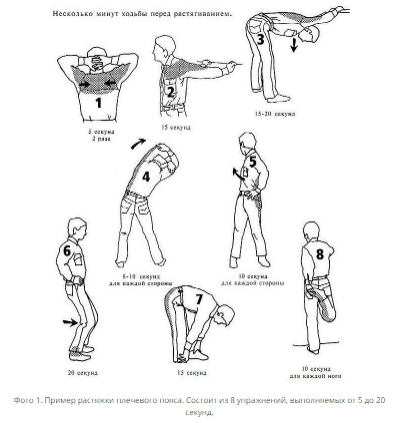 Несколько минут ходьбы перед растягиванием.
1
5 секунд
2 раза
2
15 секунд
3
15-20 секунд
4
8-10 секунд
для каждой стороны
5
10 секунд
для каждой стороны
6
20 секунд
7
15 секунд
8
10 секунд
для каждой ноги
Фото 1. Пример растяжки плечевого пояса. Состоит из 8 упражнений, выполняемых от 5 до 20
секунд.